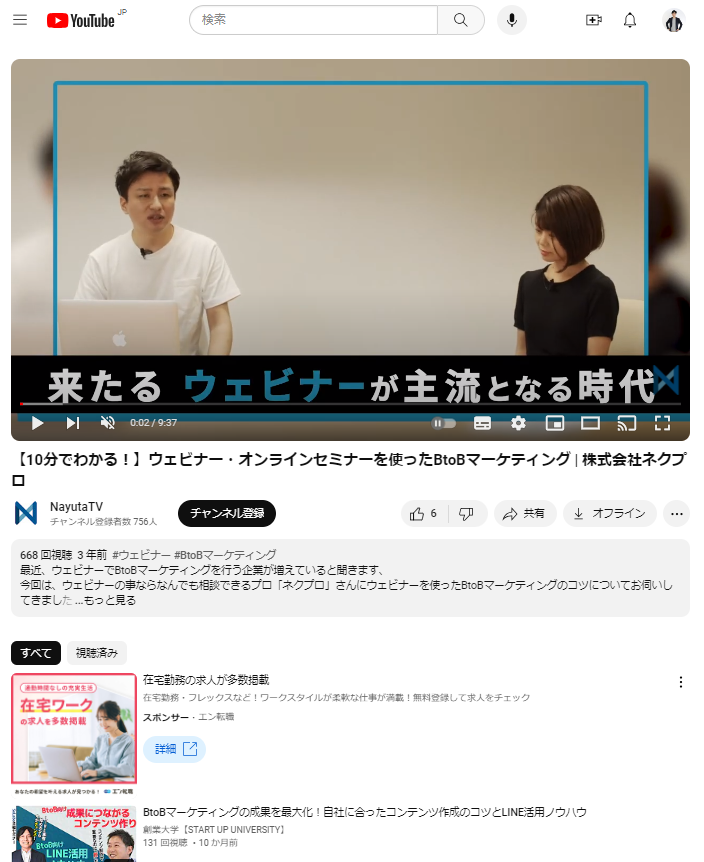 YouTube JP
検索
来たる ウェビナーが主流となる時代
0:02 / 9:37
【10分でわかる！】ウェビナー・オンラインセミナーを使ったBtoBマーケティング | 株式会社ネクプ
ロ
NayutaTV
チャンネル登録者数 756人
チャンネル登録
6
共有
オフライン
668 回視聴 3 年前 #ウェビナー #BtoBマーケティング
最近、ウェビナーでBtoBマーケティングを行う企業が増えていると聞きます、
今回は、ウェビナーの事ならなんでも相談できるプロ「ネクプロ」さんにウェビナーを使ったBtoBマーケティングのコツについてお伺いし
てきました ...もっと見る
すべて
視聴済み
通勤時間なしの充実生活
在宅ワーク
の求人を多数掲載
あなたの希望を叶える求人が見つかる！ エン転職
在宅勤務の求人が多数掲載
在宅勤務・フレックスなど！ワークスタイルが柔軟な仕事が満載！無料登録して求人をチェック
スポンサー・エン転職
詳細
BtoB向け
成果につながる
コンテンツ作り
BtoB向け
LINE活用
BtoBマーケティングの成果を最大化！自社に合ったコンテンツ作成のコツとLINE活用ノウハウ
創業大学【START UP UNIVERSITY】
131 回視聴 ・10 か月前